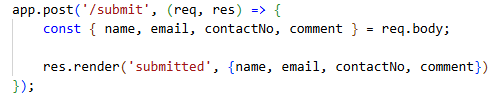 app.post('/submit', (req, res) => {
    const { name, email, contactNo, comment } = req.body;

    res.render('submitted', {name, email, contactNo, comment})
});